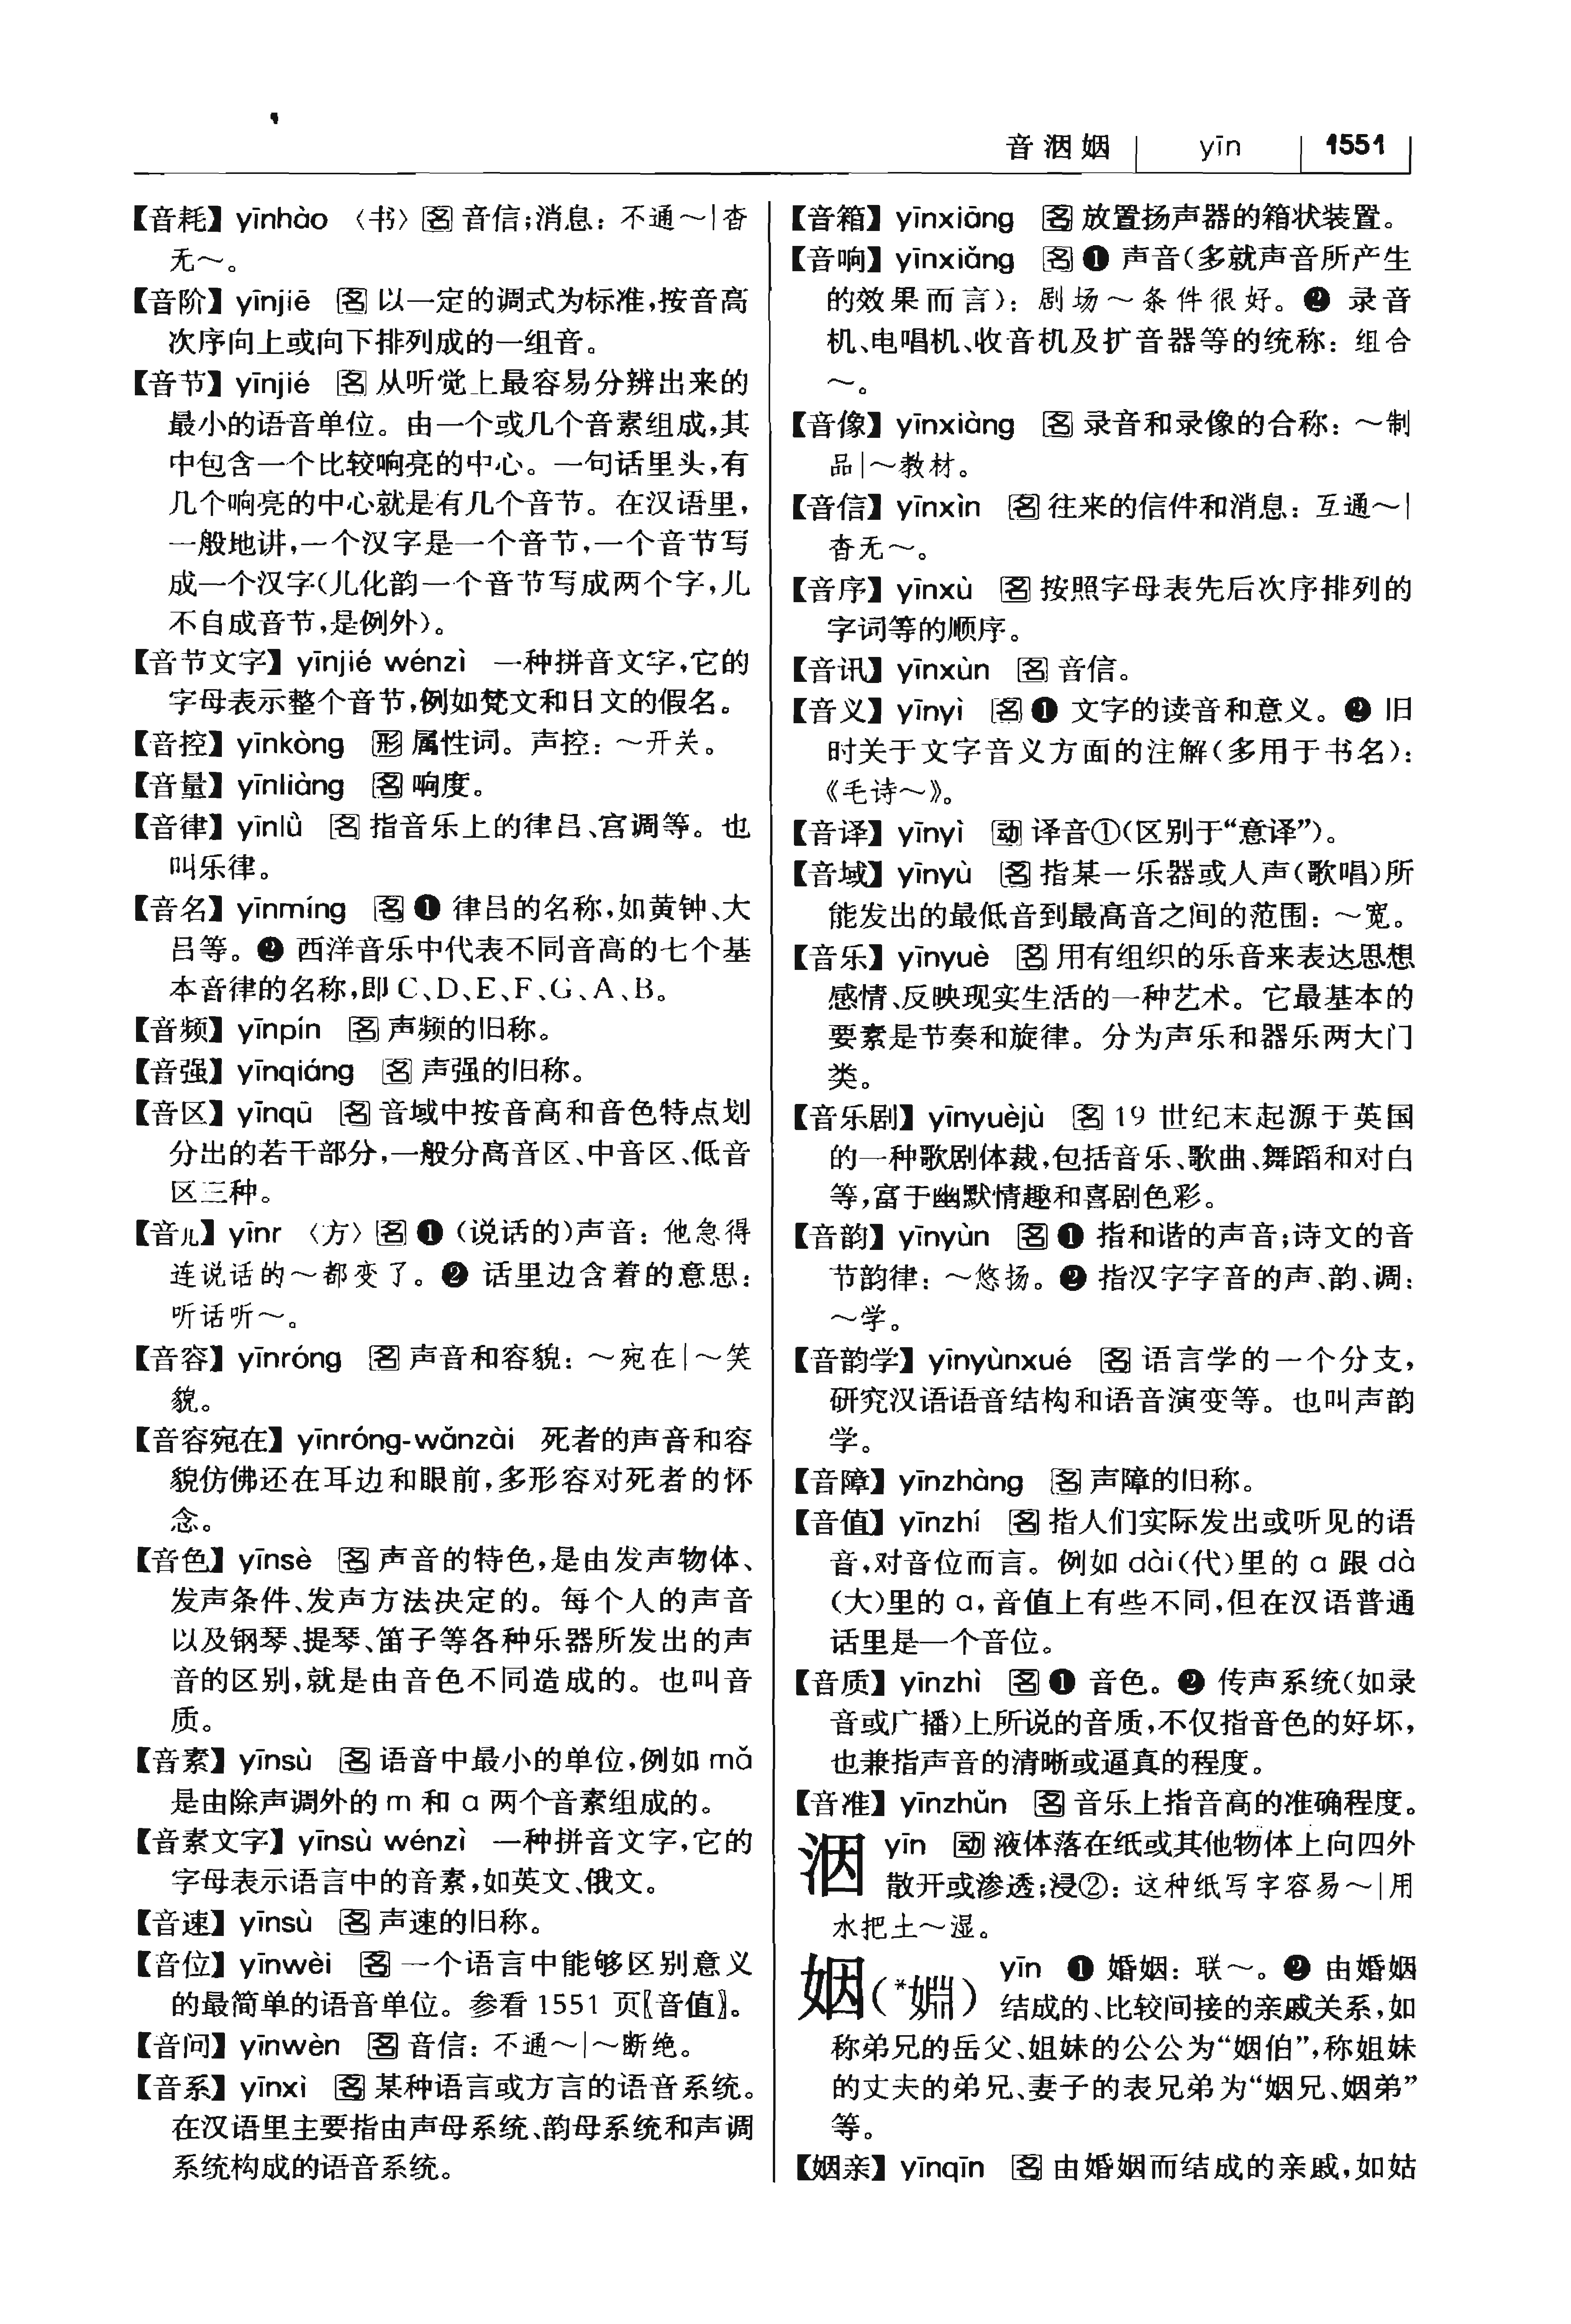 音洇姻 yīn 1551
【音耗】yīnhào 〈书〉名 音信;消息：不通～|杳
无～。
【音阶】yīnjiē 名 以一定的调式为标准,按音高
次序向上或向下排列成的一组音。
【音节】yīnjié 名 从听觉上最容易分辨出来的
最小的语音单位。由一个或几个音素组成,其
中包含一个比较响亮的中心。一句话里头,有
几个响亮的中心就是有几个音节。在汉语里,
一般地讲,一个汉字是一个音节,一个音节写
成一个汉字(儿化韵一个音节写成两个字,儿
不自成音节,是例外)。
【音节文字】yīnjié wénzì 一种拼音文字,它的
字母表示整个音节,例如梵文和日文的假名。
【音控】yīnkòng 形 属性词。声控：～开关。
【音量】yīnliàng 名 响度。
【音律】yīnlǜ 名 指音乐上的律吕、宫调等。也
叫乐律。
【音名】yīnmíng 名 ❶ 律吕的名称,如黄钟、大
吕等。❷ 西洋音乐中代表不同音高的七个基
本音律的名称,即 C、D、E、F、G、A、B。
【音频】yīnpín 名 声频的旧称。
【音强】yīnqiáng 名 声强的旧称。
【音区】yīnqū 名 音域中按音高和音色特点划
分出的若干部分,一般分高音区、中音区、低音
区三种。
【音儿】yīnr 〈方〉名 ❶ (说话的)声音：他急得
连说话的～都变了。❷ 话里边含着的意思：
听话听～。
【音容】yīnróng 名 声音和容貌：～宛在|～笑
貌。
【音容宛在】yīnróng-wǎnzài 死者的声音和容
貌仿佛还在耳边和眼前,多形容对死者的怀
念。
【音色】yīnsè 名 声音的特色,是由发声物体、
发声条件、发声方法决定的。每个人的声音
以及钢琴、提琴、笛子等各种乐器所发出的声
音的区别,就是由音色不同造成的。也叫音
质。
【音素】yīnsù 名 语音中最小的单位,例如 mǎ
是由除声调外的 m 和 ɑ 两个音素组成的。
【音素文字】yīnsù wénzì 一种拼音文字,它的
字母表示语言中的音素,如英文、俄文。
【音速】yīnsù 名 声速的旧称。
【音位】yīnwèi 名 一个语言中能够区别意义
的最简单的语音单位。参看 1551 页〖音值〗。
【音问】yīnwèn 名 音信：不通～|～断绝。
【音系】yīnxì 名 某种语言或方言的语音系统。
在汉语里主要指由声母系统、韵母系统和声调
系统构成的语音系统。
【音箱】yīnxiāng 名 放置扬声器的箱状装置。
【音响】yīnxiǎng 名 ❶ 声音(多就声音所产生
的效果而言)：剧场～条件很好。❷ 录音
机、电唱机、收音机及扩音器等的统称：组合
～。
【音像】yīnxiàng 名 录音和录像的合称：～制
品|～教材。
【音信】yīnxìn 名 往来的信件和消息：互通～|
杳无～。
【音序】yīnxù 名 按照字母表先后次序排列的
字词等的顺序。
【音讯】yīnxùn 名 音信。
【音义】yīnyì 名 ❶ 文字的读音和意义。❷ 旧
时关于文字音义方面的注解(多用于书名)：
《毛诗～》。
【音译】yīnyì 动 译音①(区别于“意译”)。
【音域】yīnyù 名 指某一乐器或人声(歌唱)所
能发出的最低音到最高音之间的范围：～宽。
【音乐】yīnyuè 名 用有组织的乐音来表达思想
感情、反映现实生活的一种艺术。它最基本的
要素是节奏和旋律。分为声乐和器乐两大门
类。
【音乐剧】yīnyuèjù 名 19 世纪末起源于英国
的一种歌剧体裁,包括音乐、歌曲、舞蹈和对白
等,富于幽默情趣和喜剧色彩。
【音韵】yīnyùn 名 ❶ 指和谐的声音;诗文的音
节韵律：～悠扬。❷ 指汉字字音的声、韵、调：
～学。
【音韵学】yīnyùnxué 名 语言学的一个分支,
研究汉语语音结构和语音演变等。也叫声韵
学。
【音障】yīnzhàng 名 声障的旧称。
【音值】yīnzhí 名 指人们实际发出或听见的语
音,对音位而言。例如 dài(代)里的 ɑ 跟 dà
(大)里的 ɑ, 音值上有些不同,但在汉语普通
话里是一个音位。
【音质】yīnzhì 名 ❶ 音色。❷ 传声系统(如录
音或广播)上所说的音质,不仅指音色的好坏,
也兼指声音的清晰或逼真的程度。
【音准】yīnzhǔn 名 音乐上指音高的准确程度。
洇 yīn 动 液体落在纸或其他物体上向四外
散开或渗透;浸②：这种纸写字容易～|用
水把土～湿。
姻(*婣) yīn ❶ 婚姻：联～。❷ 由婚姻
结成的、比较间接的亲戚关系,如
称弟兄的岳父、姐妹的公公为“姻伯”,称姐妹
的丈夫的弟兄、妻子的表兄弟为“姻兄、姻弟”
等。
【姻亲】yīnqīn 名 由婚姻而结成的亲戚,如姑